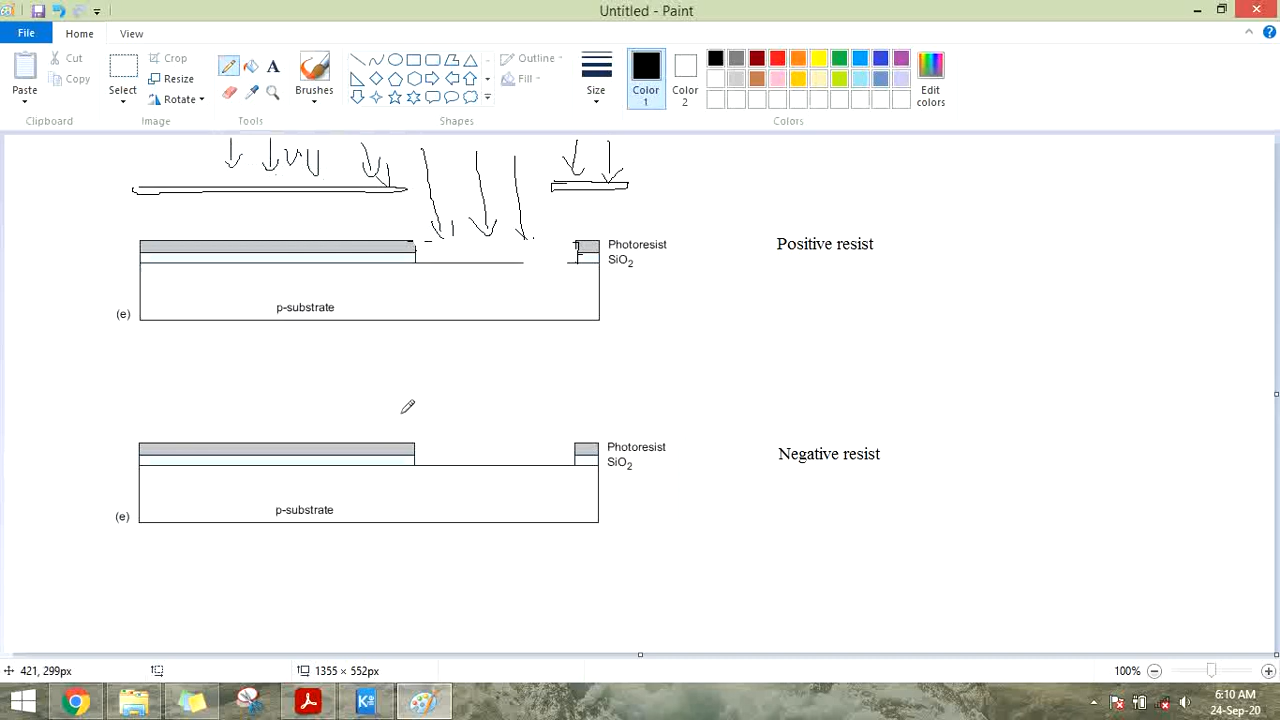 Untitled - Paint
File Home View
Paste
Cut
Copy
Clipboard
Select
Crop
Resize
Rotate
Image
A
Tools
Brushes
Outline
Fill
Shapes
Size
Color 1
Color 2
Edit colors
Colors
Photoresist
SiO2
Positive resist
p-substrate
(e)
Photoresist
SiO2
Negative resist
p-substrate
(e)
421, 299px
1355 × 552px
100%
6:10 AM
24-Sep-20